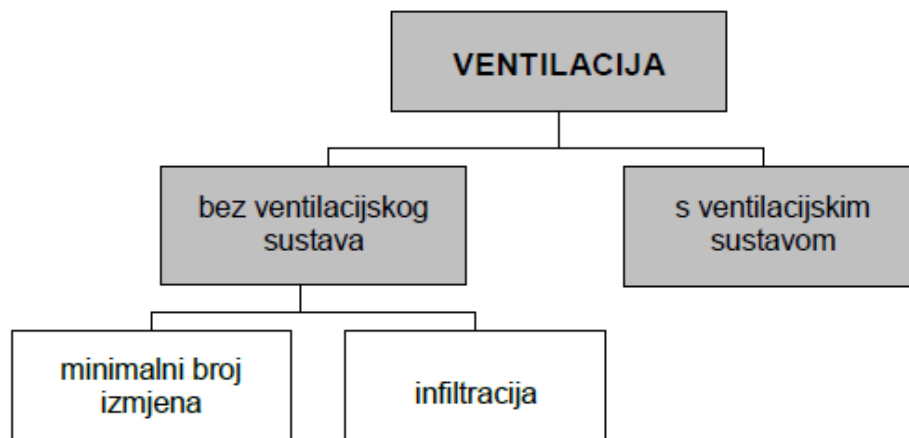 VENTILACIJA
bez ventilacijskog
sustava
s ventilacijskim
sustavom
minimalni broj
izmjena
infiltracija